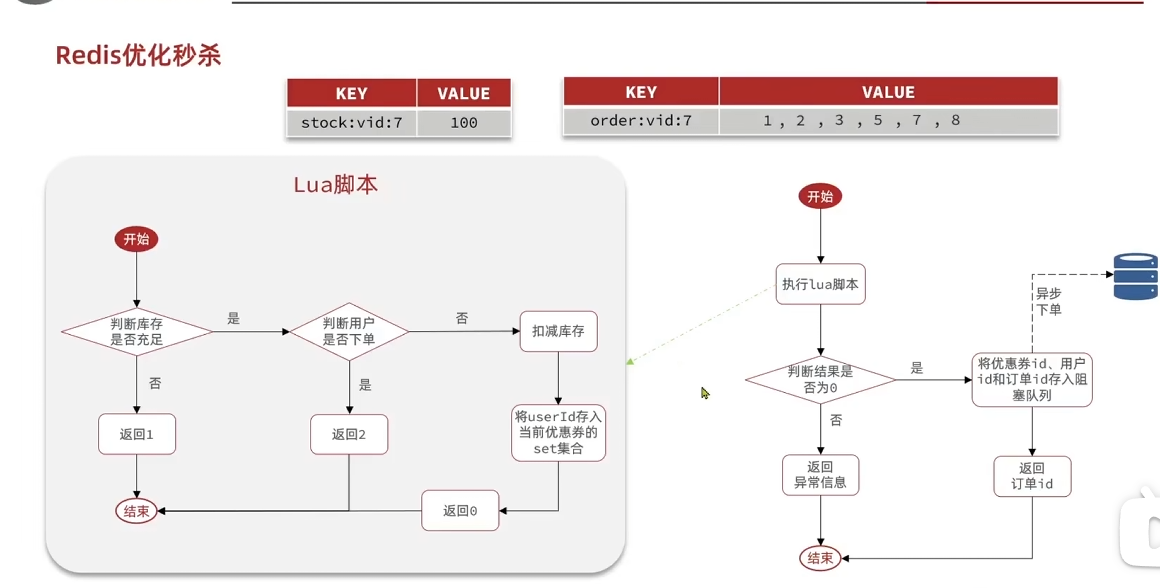 Redis优化秒杀
KEY VALUE
stock:vid:7 100
KEY VALUE
order:vid:7 1 , 2 , 3 , 5 , 7 , 8
Lua脚本
开始
判断库存
是否充足
是
判断用户
是否下单
否
扣减库存
否
是
返回1
返回2
将userId存入
当前优惠券的
set集合
结束
返回0
开始
执行lua脚本
判断结果是
否为0
是
将优惠券id、用户
id和订单id存入阻
塞队列
异步
下单
否
返回
异常信息
返回
订单id
结束